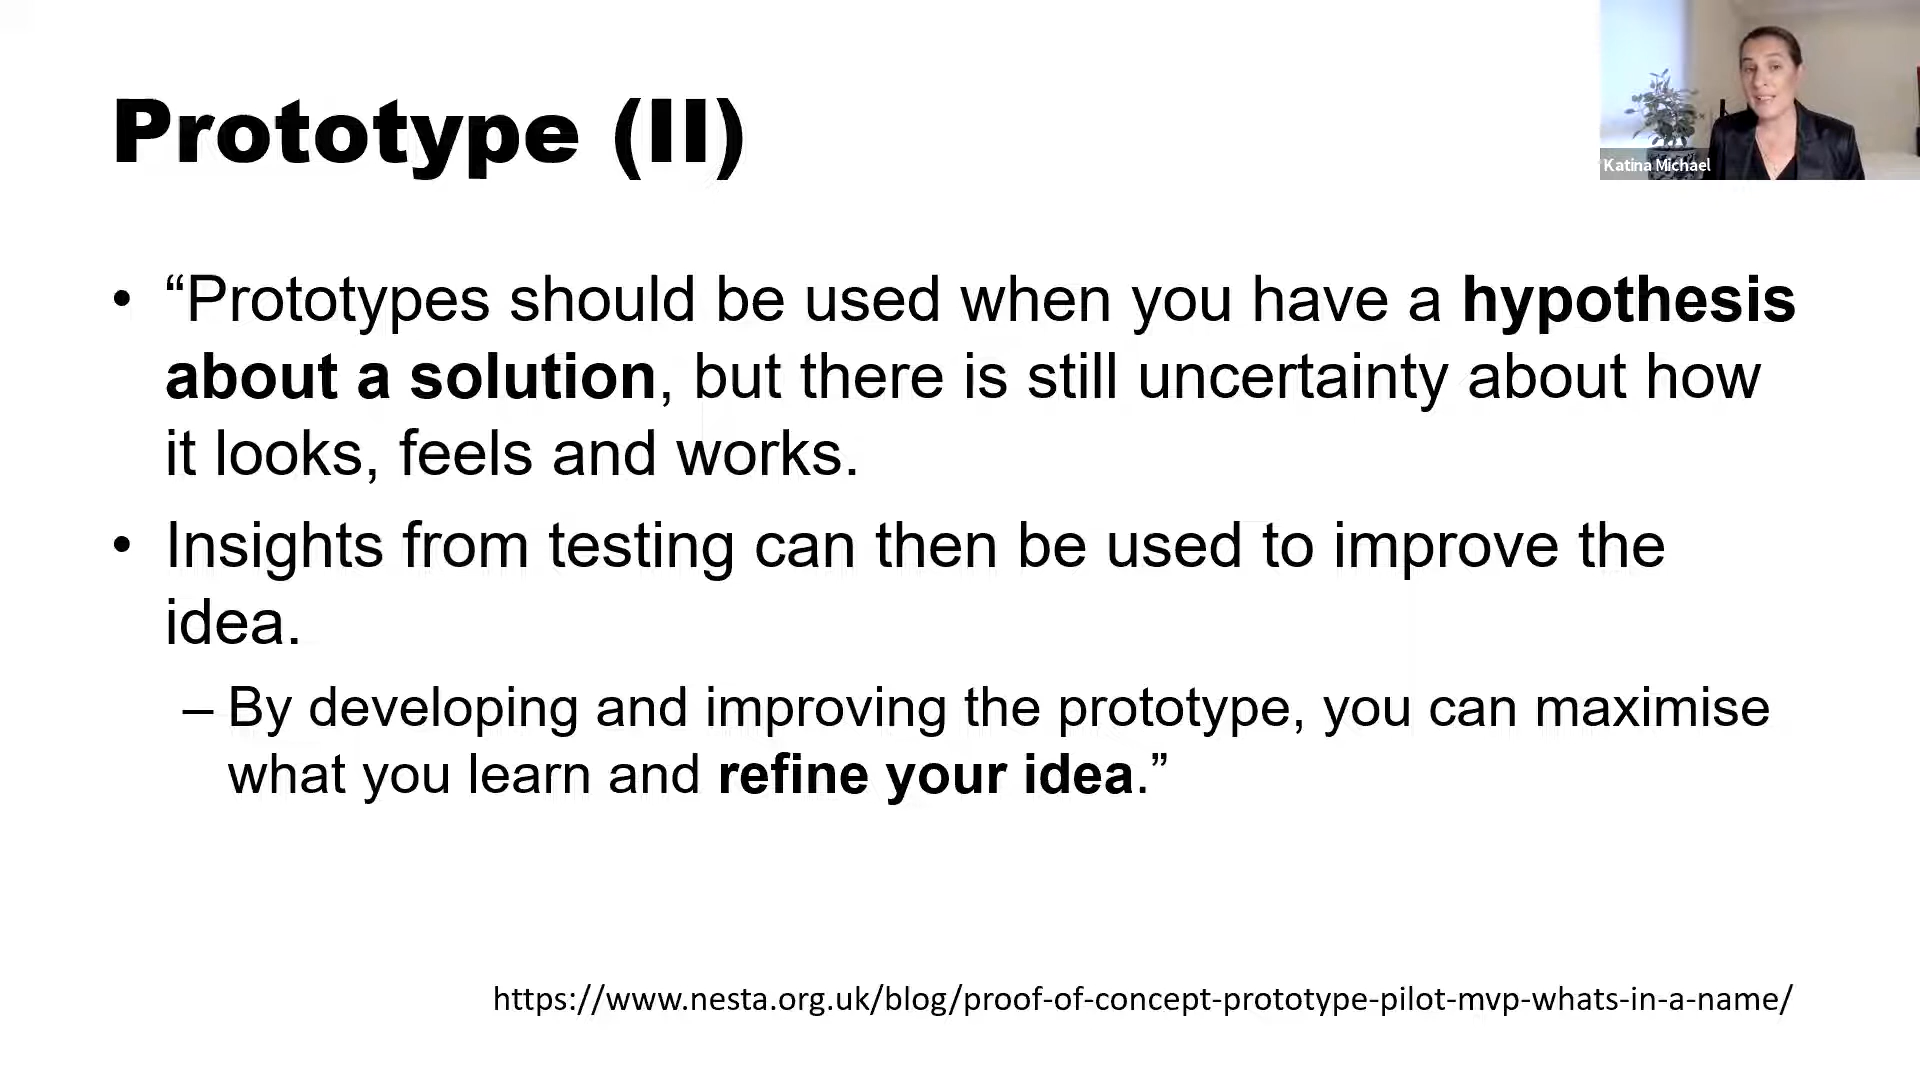 Prototype (II)
Katina Michael
• “Prototypes should be used when you have a hypothesis
about a solution, but there is still uncertainty about how
it looks, feels and works.
• Insights from testing can then be used to improve the
idea.
– By developing and improving the prototype, you can maximise
what you learn and refine your idea.”
https://www.nesta.org.uk/blog/proof-of-concept-prototype-pilot-mvp-whats-in-a-name/